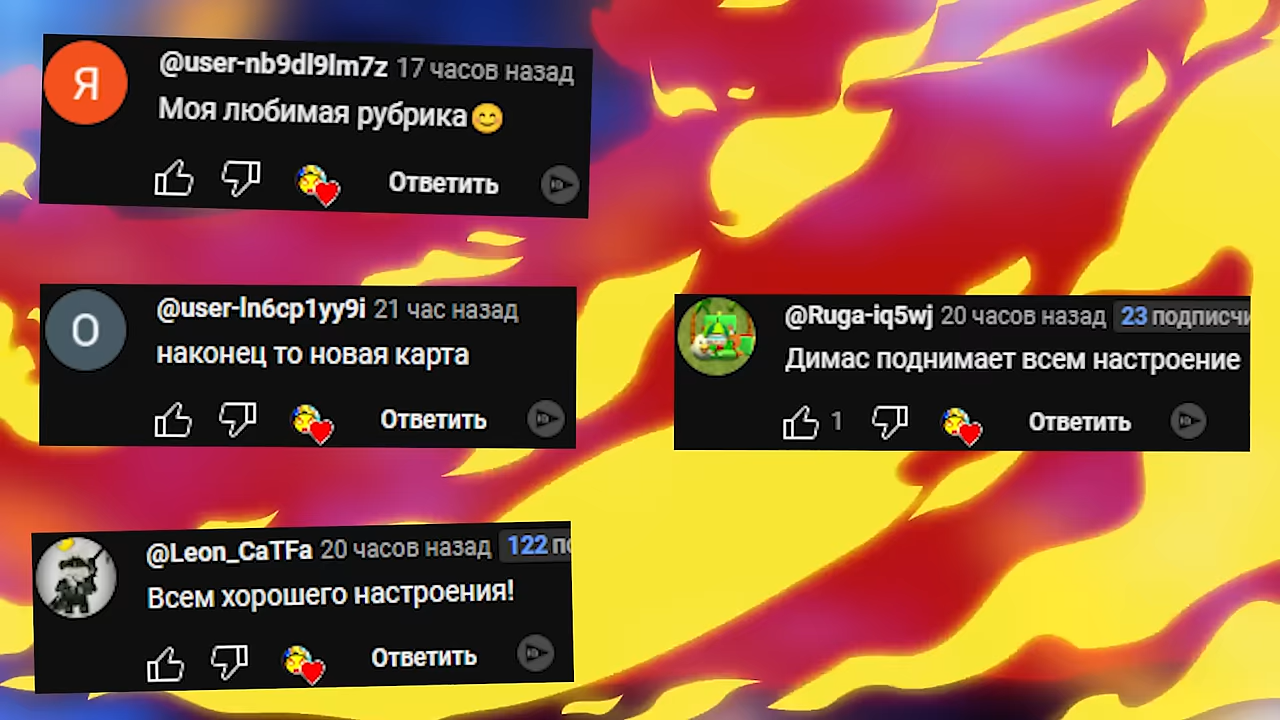 Я
@user-nb9dl9lm7z 17 часов назад
Моя любимая рубрика😊
Ответить
О
@user-ln6cp1yy9i 21 час назад
наконец то новая карта
Ответить
@Leon_CaTFa 20 часов назад 122
Всем хорошего настроения!
Ответить
@Ruga-iq5wj 20 часов назад 23 подписчи
Димас поднимает всем настроение
1
Ответить